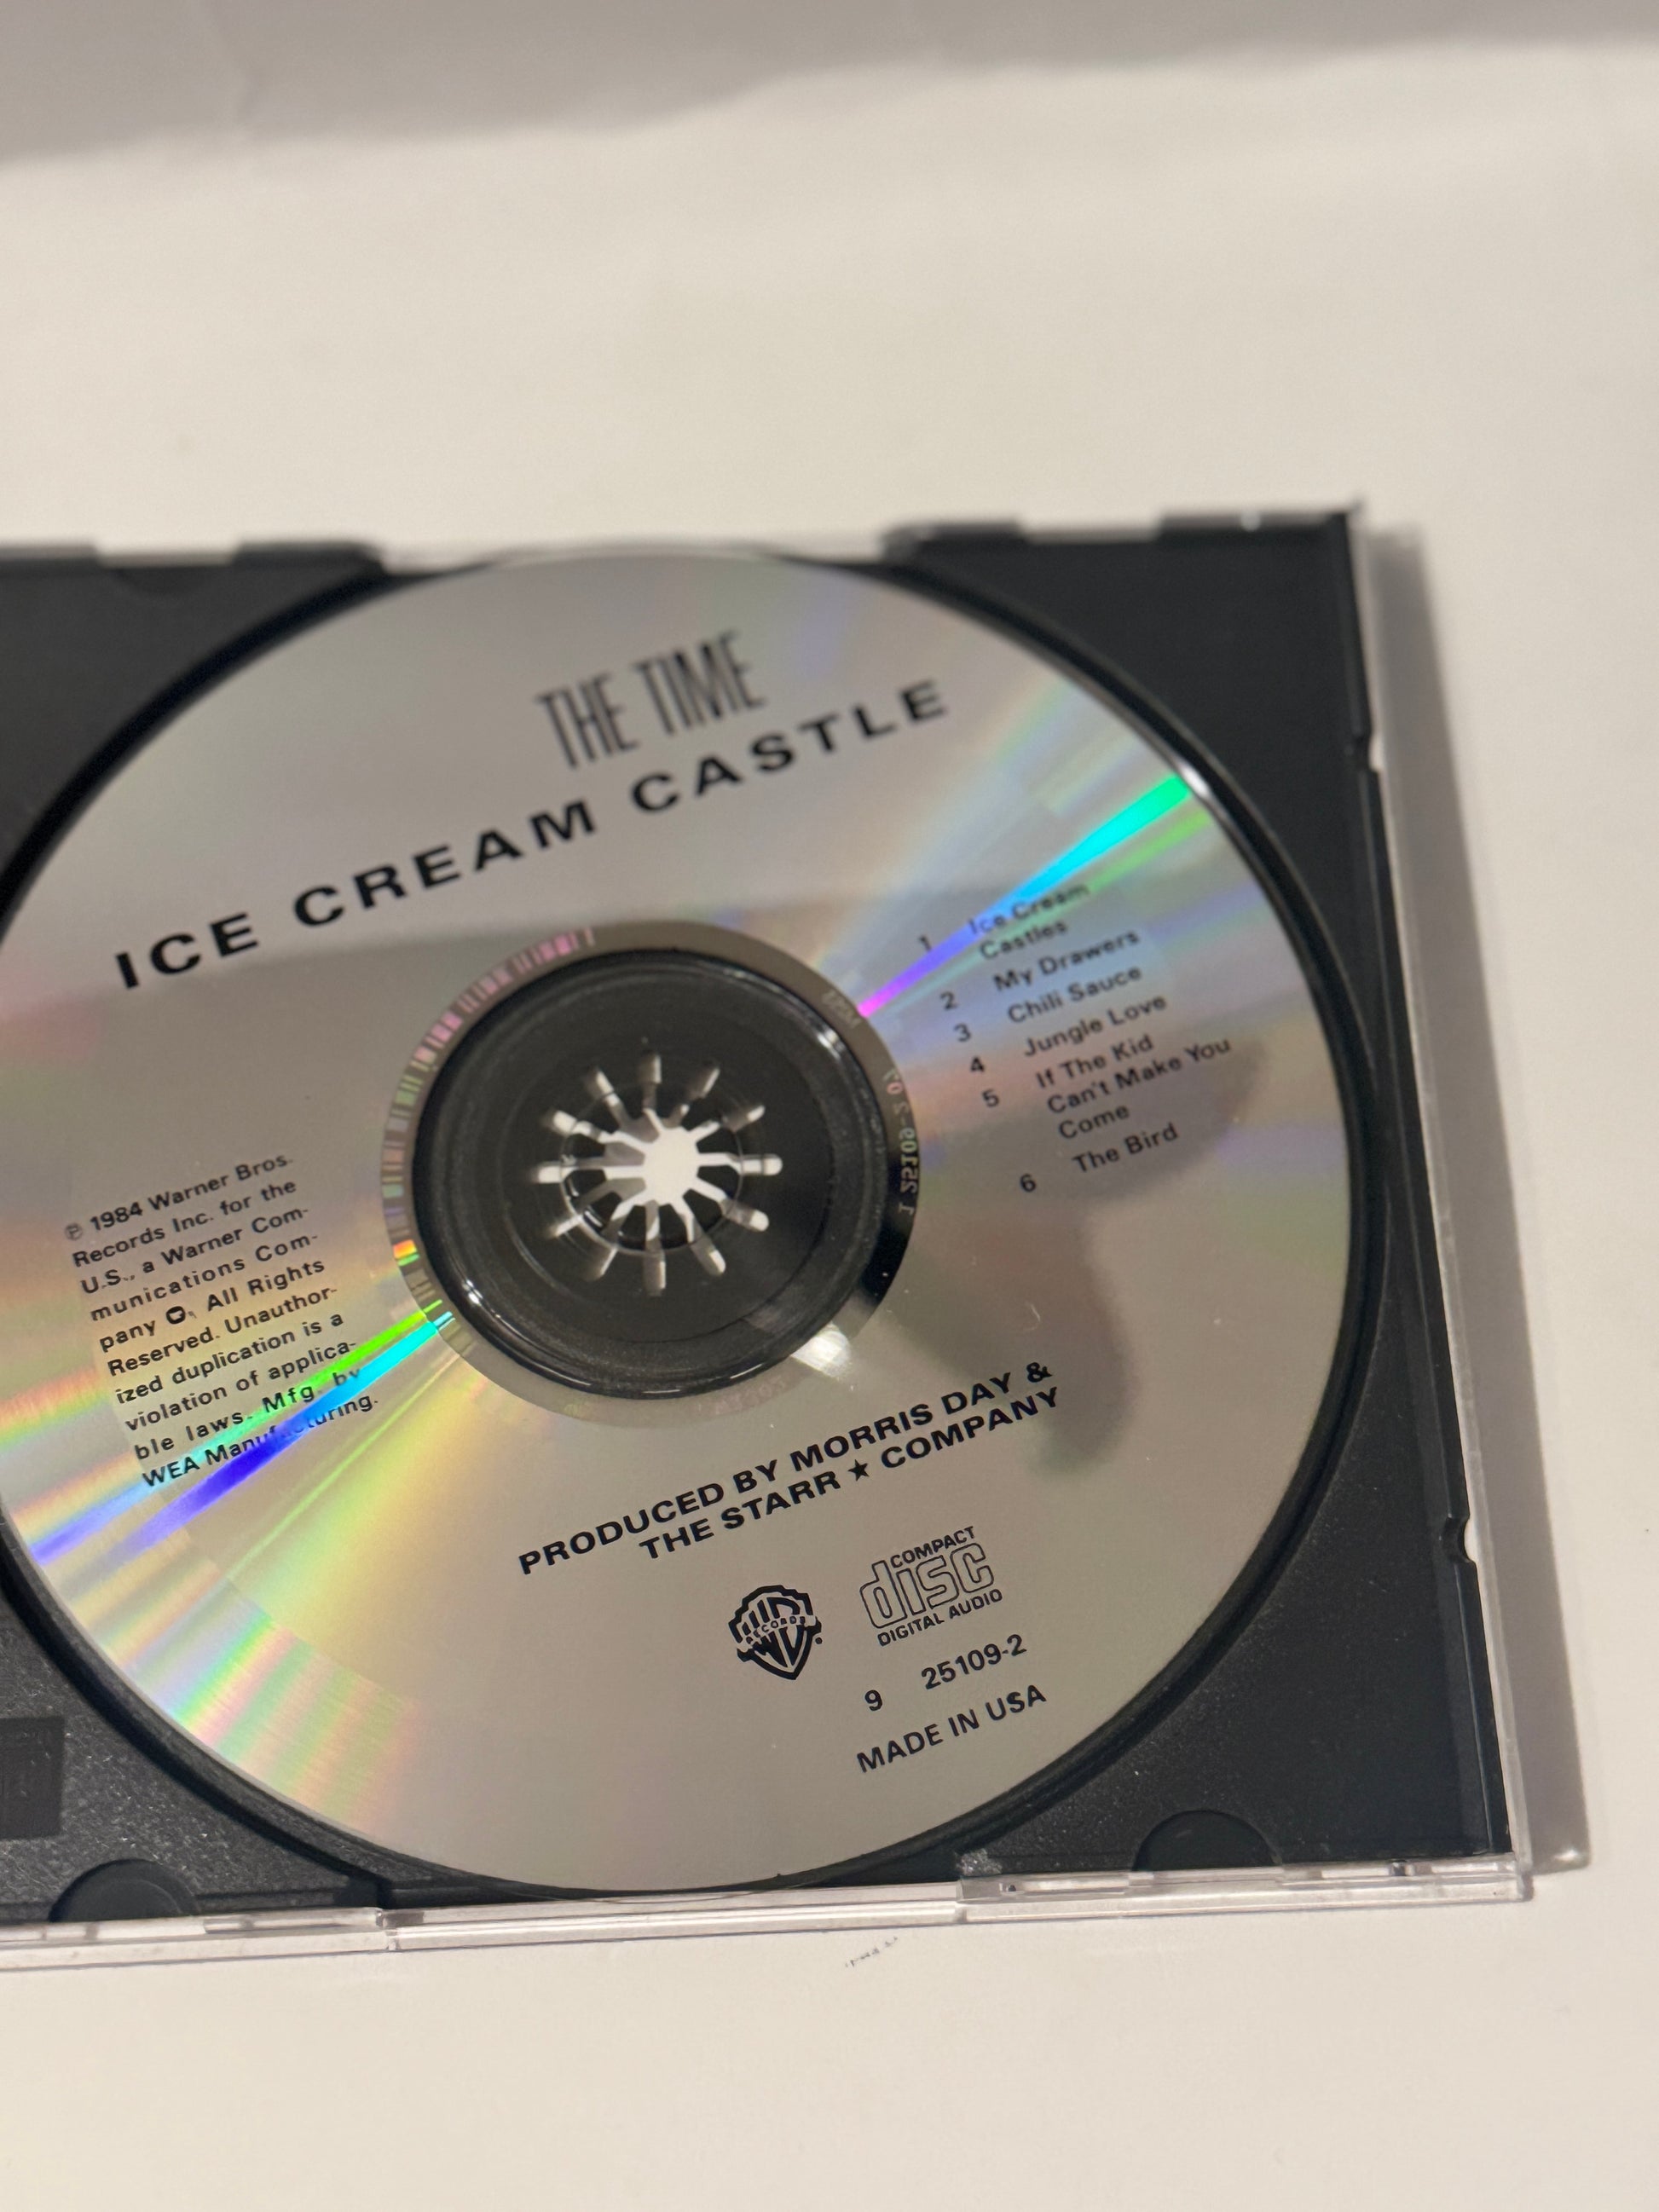 THE TIME
ICE CREAM CASTLE
1 Ice Cream
Castles
2 My Drawers
3 Chili Sauce
4 Jungle Love
5 If The Kid
Can't Make You
Come
6 The Bird
℗ 1984 Warner Bros.
Records Inc. for the
U.S., a Warner Com-
munications Com-
pany All Rights
Reserved. Unauthor-
ized duplication is a
violation of applica-
ble laws. Mfg. by
WEA Manufacturing.
PRODUCED BY MORRIS DAY &
THE STARR ★ COMPANY
WB
RECORDS
COMPACT
disc
DIGITAL AUDIO
9 25109-2
MADE IN USA